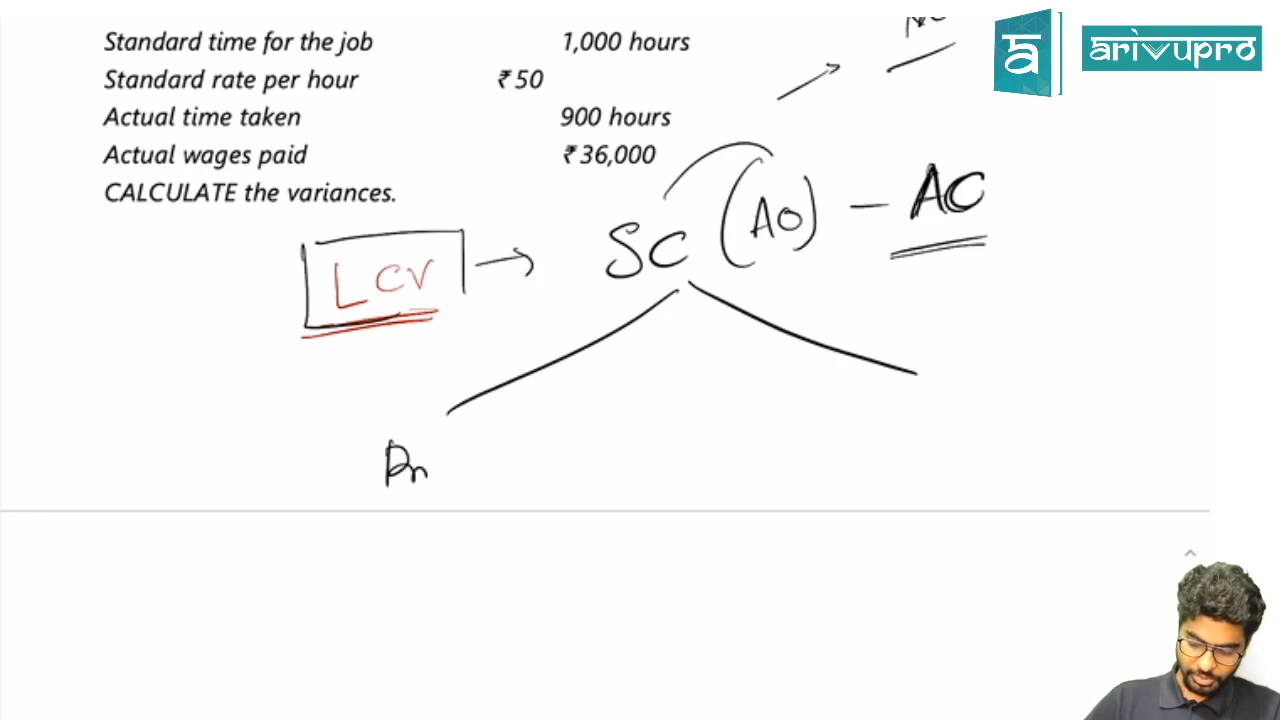 arivupro
Standard time for the job 1,000 hours
Standard rate per hour ₹50
Actual time taken 900 hours
Actual wages paid ₹36,000
CALCULATE the variances.
LCV → SC (AO) – AC